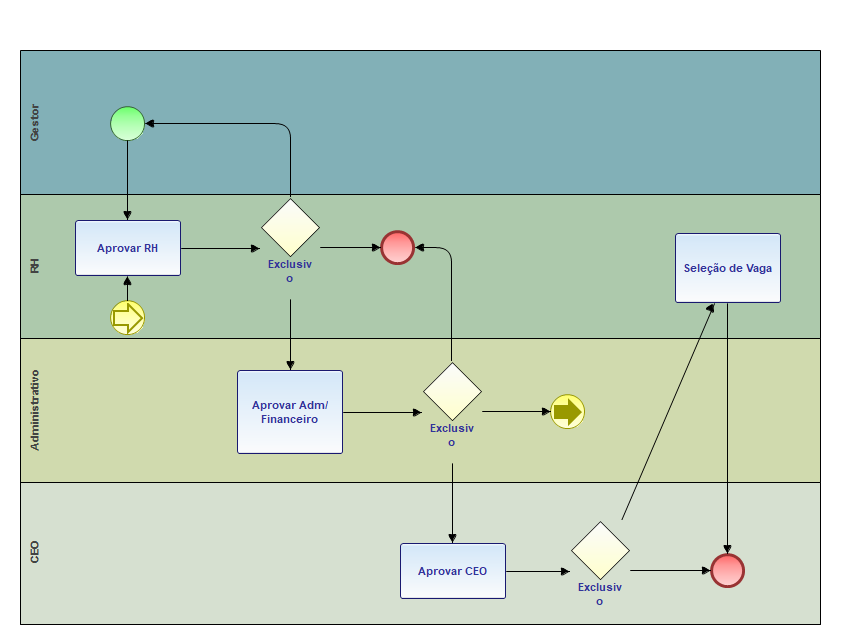 Gestor
RH
Aprovar RH
Exclusiv
o
Seleção de Vaga
Administrativo
Aprovar Adm/
Financeiro
Exclusiv
o
CEO
Aprovar CEO
Exclusiv
o